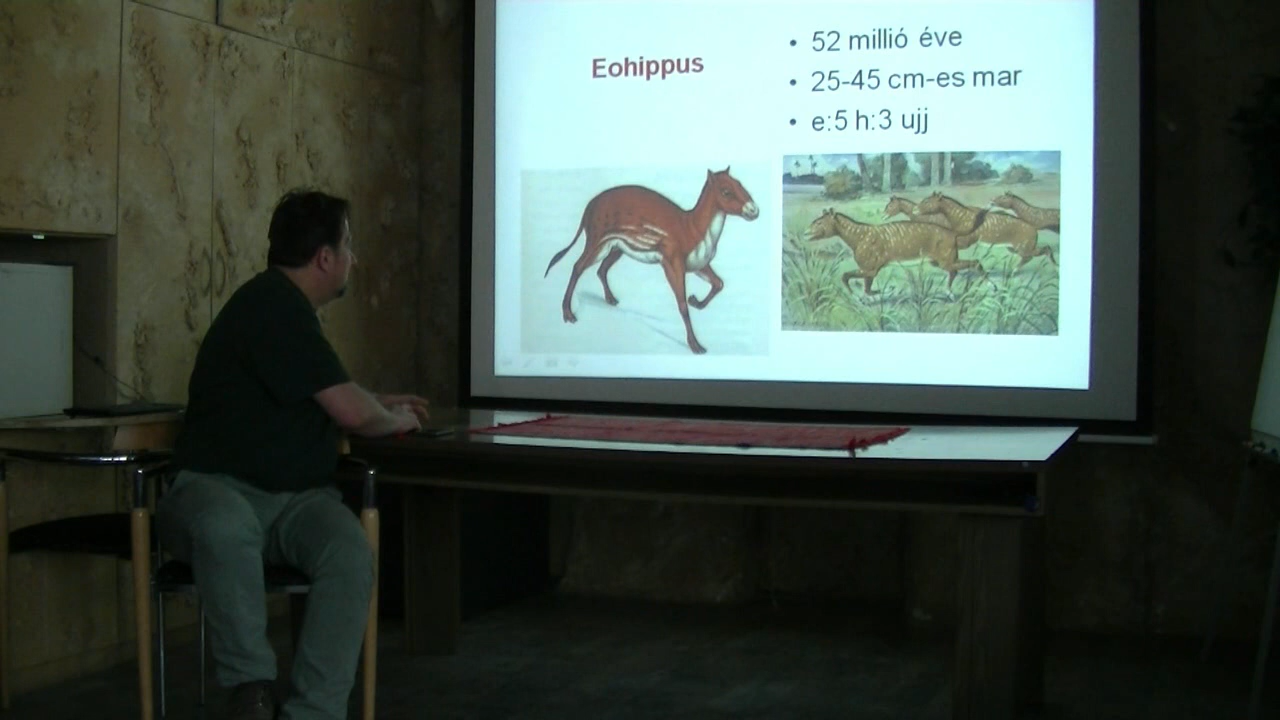 Eohippus
• 52 millió éve
• 25-45 cm-es mar
• e:5 h:3 ujj